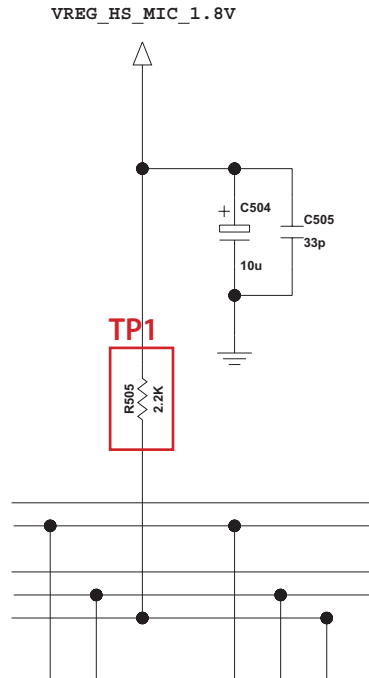 VREG_HS_MIC_1.8V
C504
+
C505
33p
10u
TP1
R505
2.2K